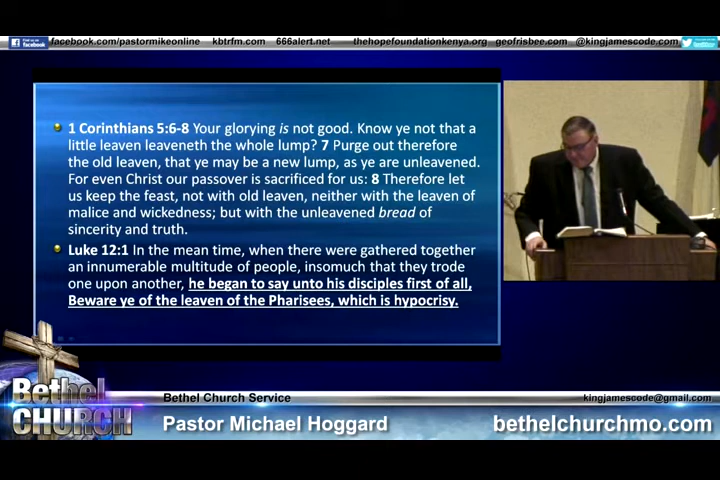 Find us on facebook facebook.com/pastormikeonline kbtrfm.com 666alert.net thehopefoundationkenya.org geofrisbee.com @kingjamescode.com
1 Corinthians 5:6-8 Your glorying is not good. Know ye not that a
little leaven leaveneth the whole lump? 7 Purge out therefore
the old leaven, that ye may be a new lump, as ye are unleavened.
For even Christ our passover is sacrificed for us: 8 Therefore let
us keep the feast, not with old leaven, neither with the leaven of
malice and wickedness; but with the unleavened bread of
sincerity and truth.
Luke 12:1 In the mean time, when there were gathered together
an innumerable multitude of people, insomuch that they trode
one upon another, he began to say unto his disciples first of all,
Beware ye of the leaven of the Pharisees, which is hypocrisy.
Bethel
CHURCH
Bethel Church Service kingjamescode@gmail.com
Pastor Michael Hoggard bethelchurchmo.com